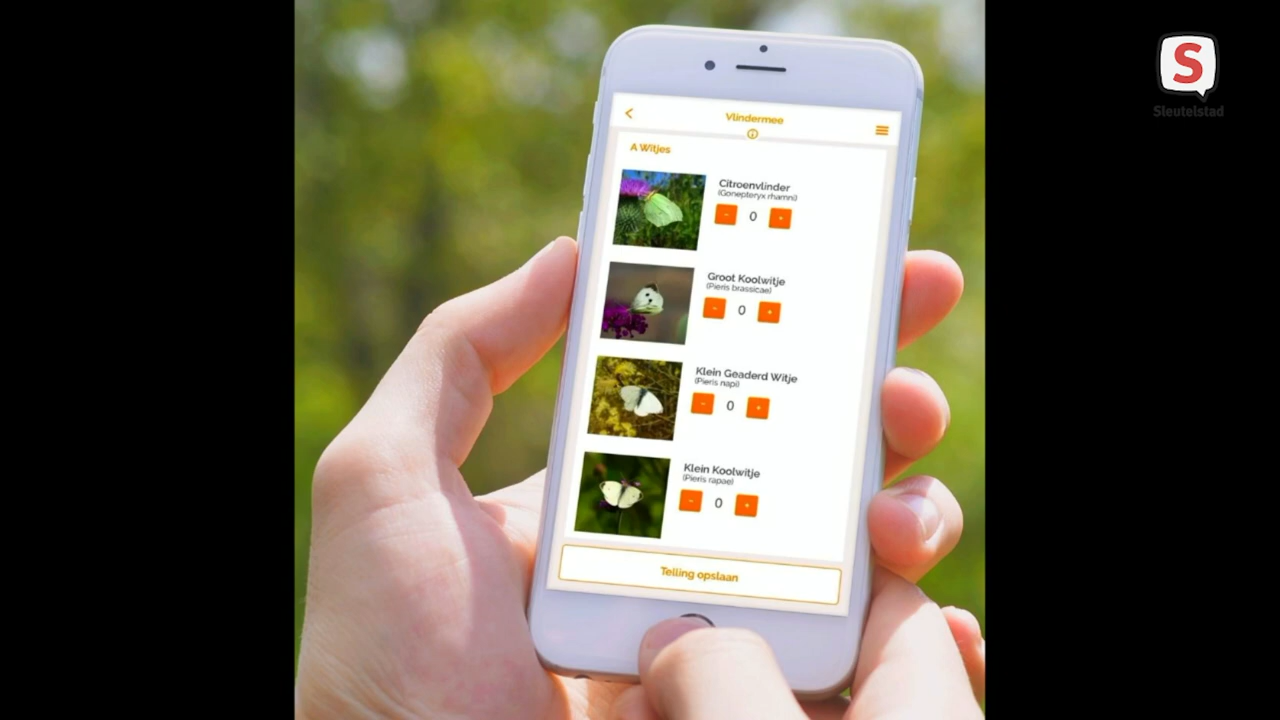 S
Sleutelstad
Vlindermee
A Witjes
Citroenvlinder
(Gonepteryx rhamni)
- 0 +
Groot Koolwitje
(Pieris brassicae)
- 0 +
Klein Geaderd Witje
(Pieris napi)
- 0 +
Klein Koolwitje
(Pieris rapae)
- 0 +
Telling opslaan